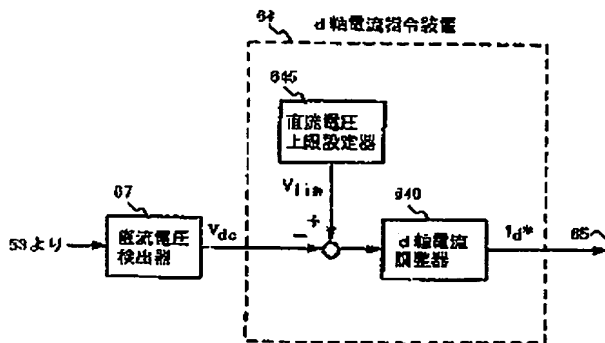 64
d軸電流指令装置
645
直流電圧
上限設定器
Vlim
67
640
53より
直流電圧
検出器
Vdc
+
−
d軸電流
調整器
id*
65へ